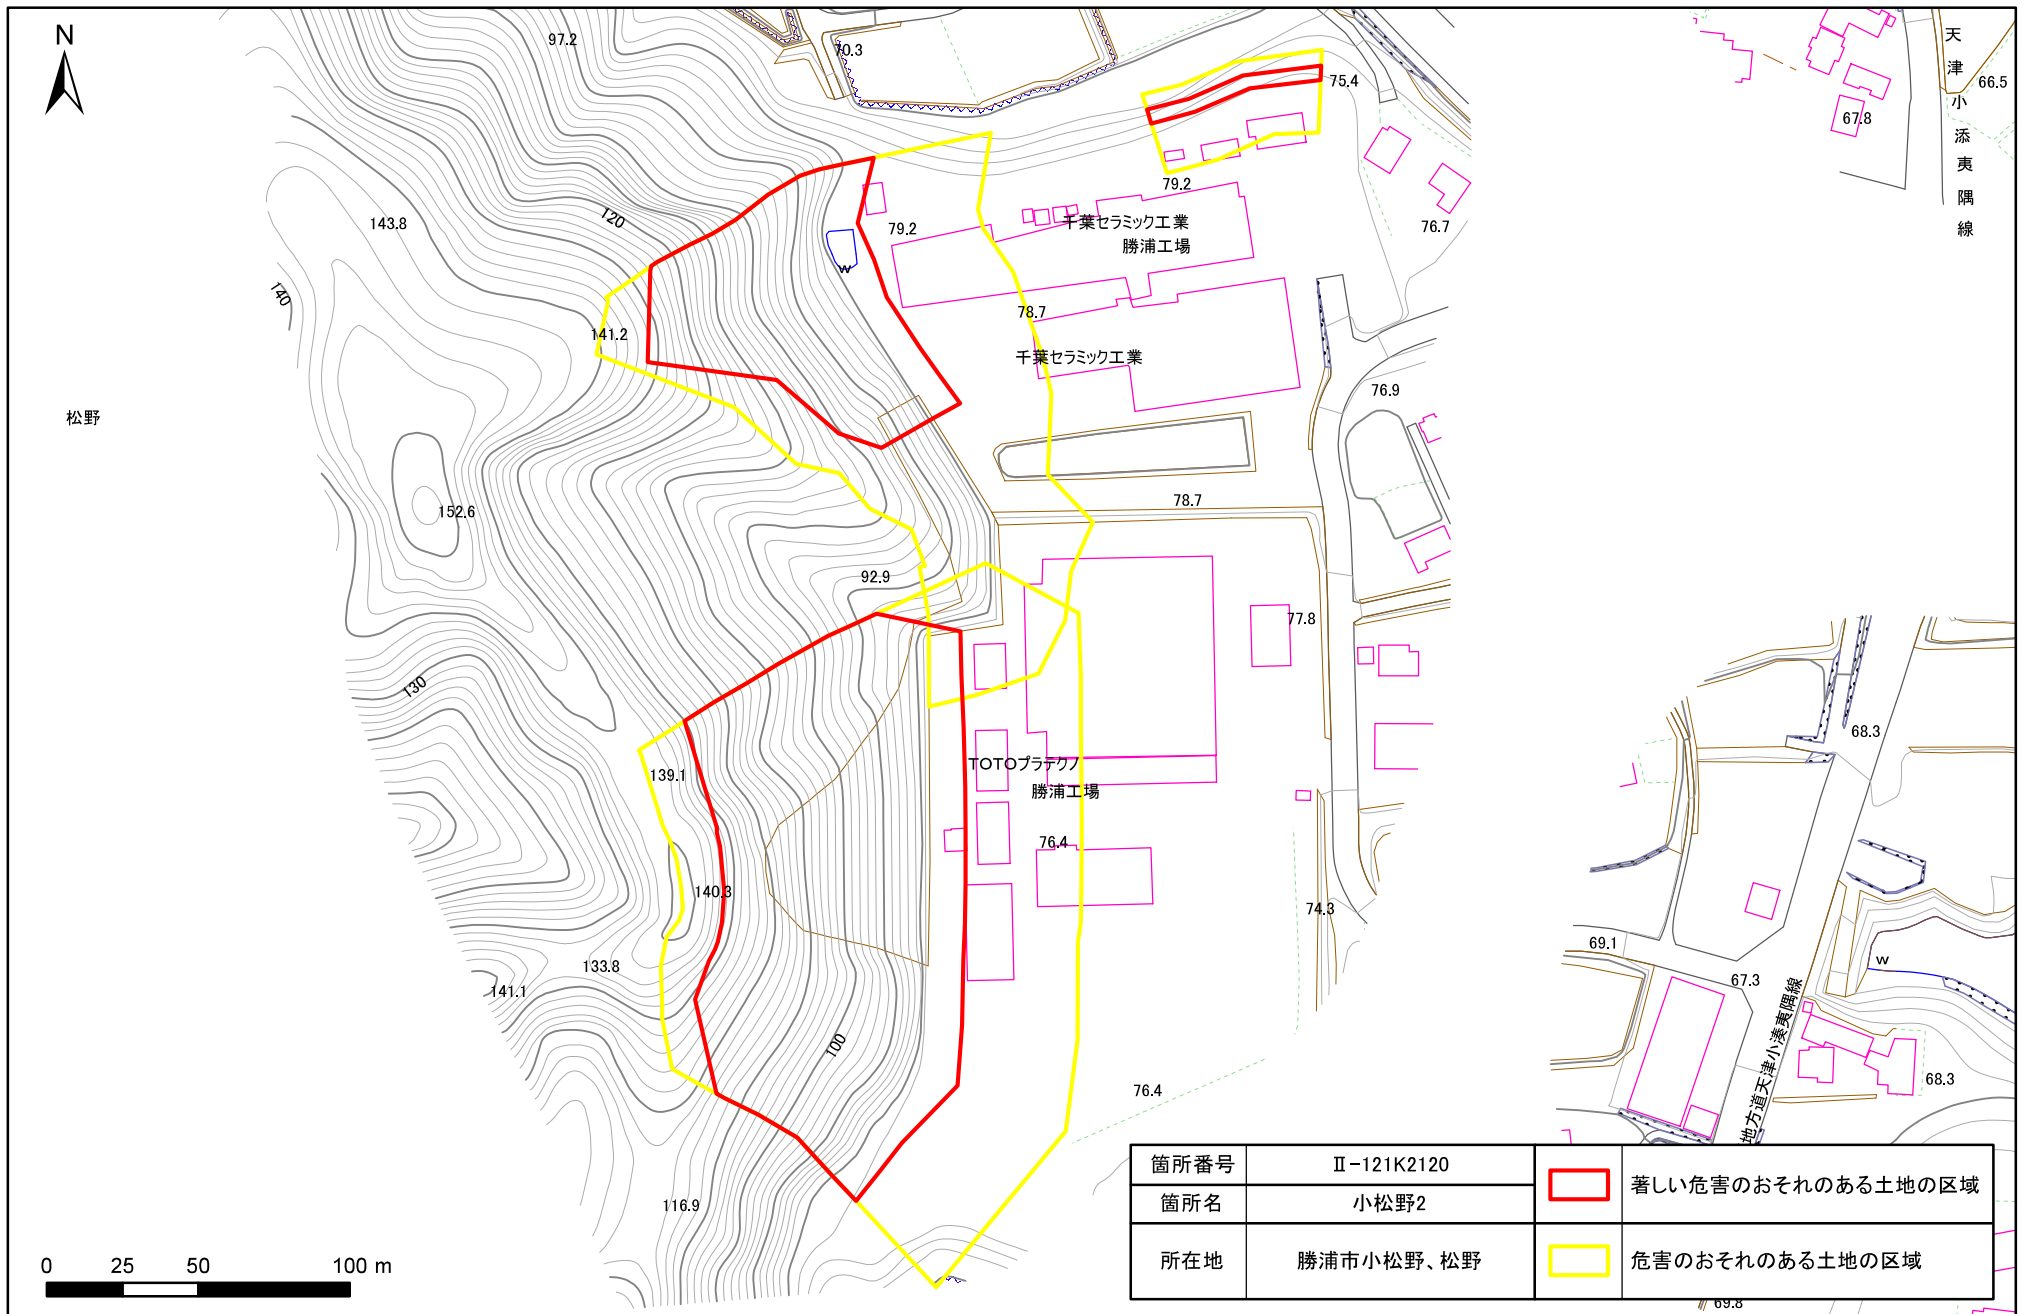 N
97.2
70.3
75.4
天津小添夷隅線
66.5
67.8
143.8
120
79.2
79.2
千葉セラミック工業
勝浦工場
76.7
140
w
141.2
78.7
千葉セラミック工業
76.9
松野
152.6
78.7
92.9
77.8
130
68.3
139.1
TOTOプラテクノ
勝浦工場
76.4
140.3
74.3
69.1
w
133.8
141.1
67.3
地方道天津小湊夷隅線
100
76.4
68.3
116.9
箇所番号 Ⅱ-121K2120
箇所名 小松野2
所在地 勝浦市小松野、松野
著しい危害のおそれのある土地の区域
危害のおそれのある土地の区域
0 25 50 100 m
69.8